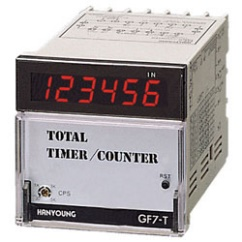 IN
123456
TOTAL
TIMER/COUNTER
RST
CPS
HANYOUNG
GF7-T